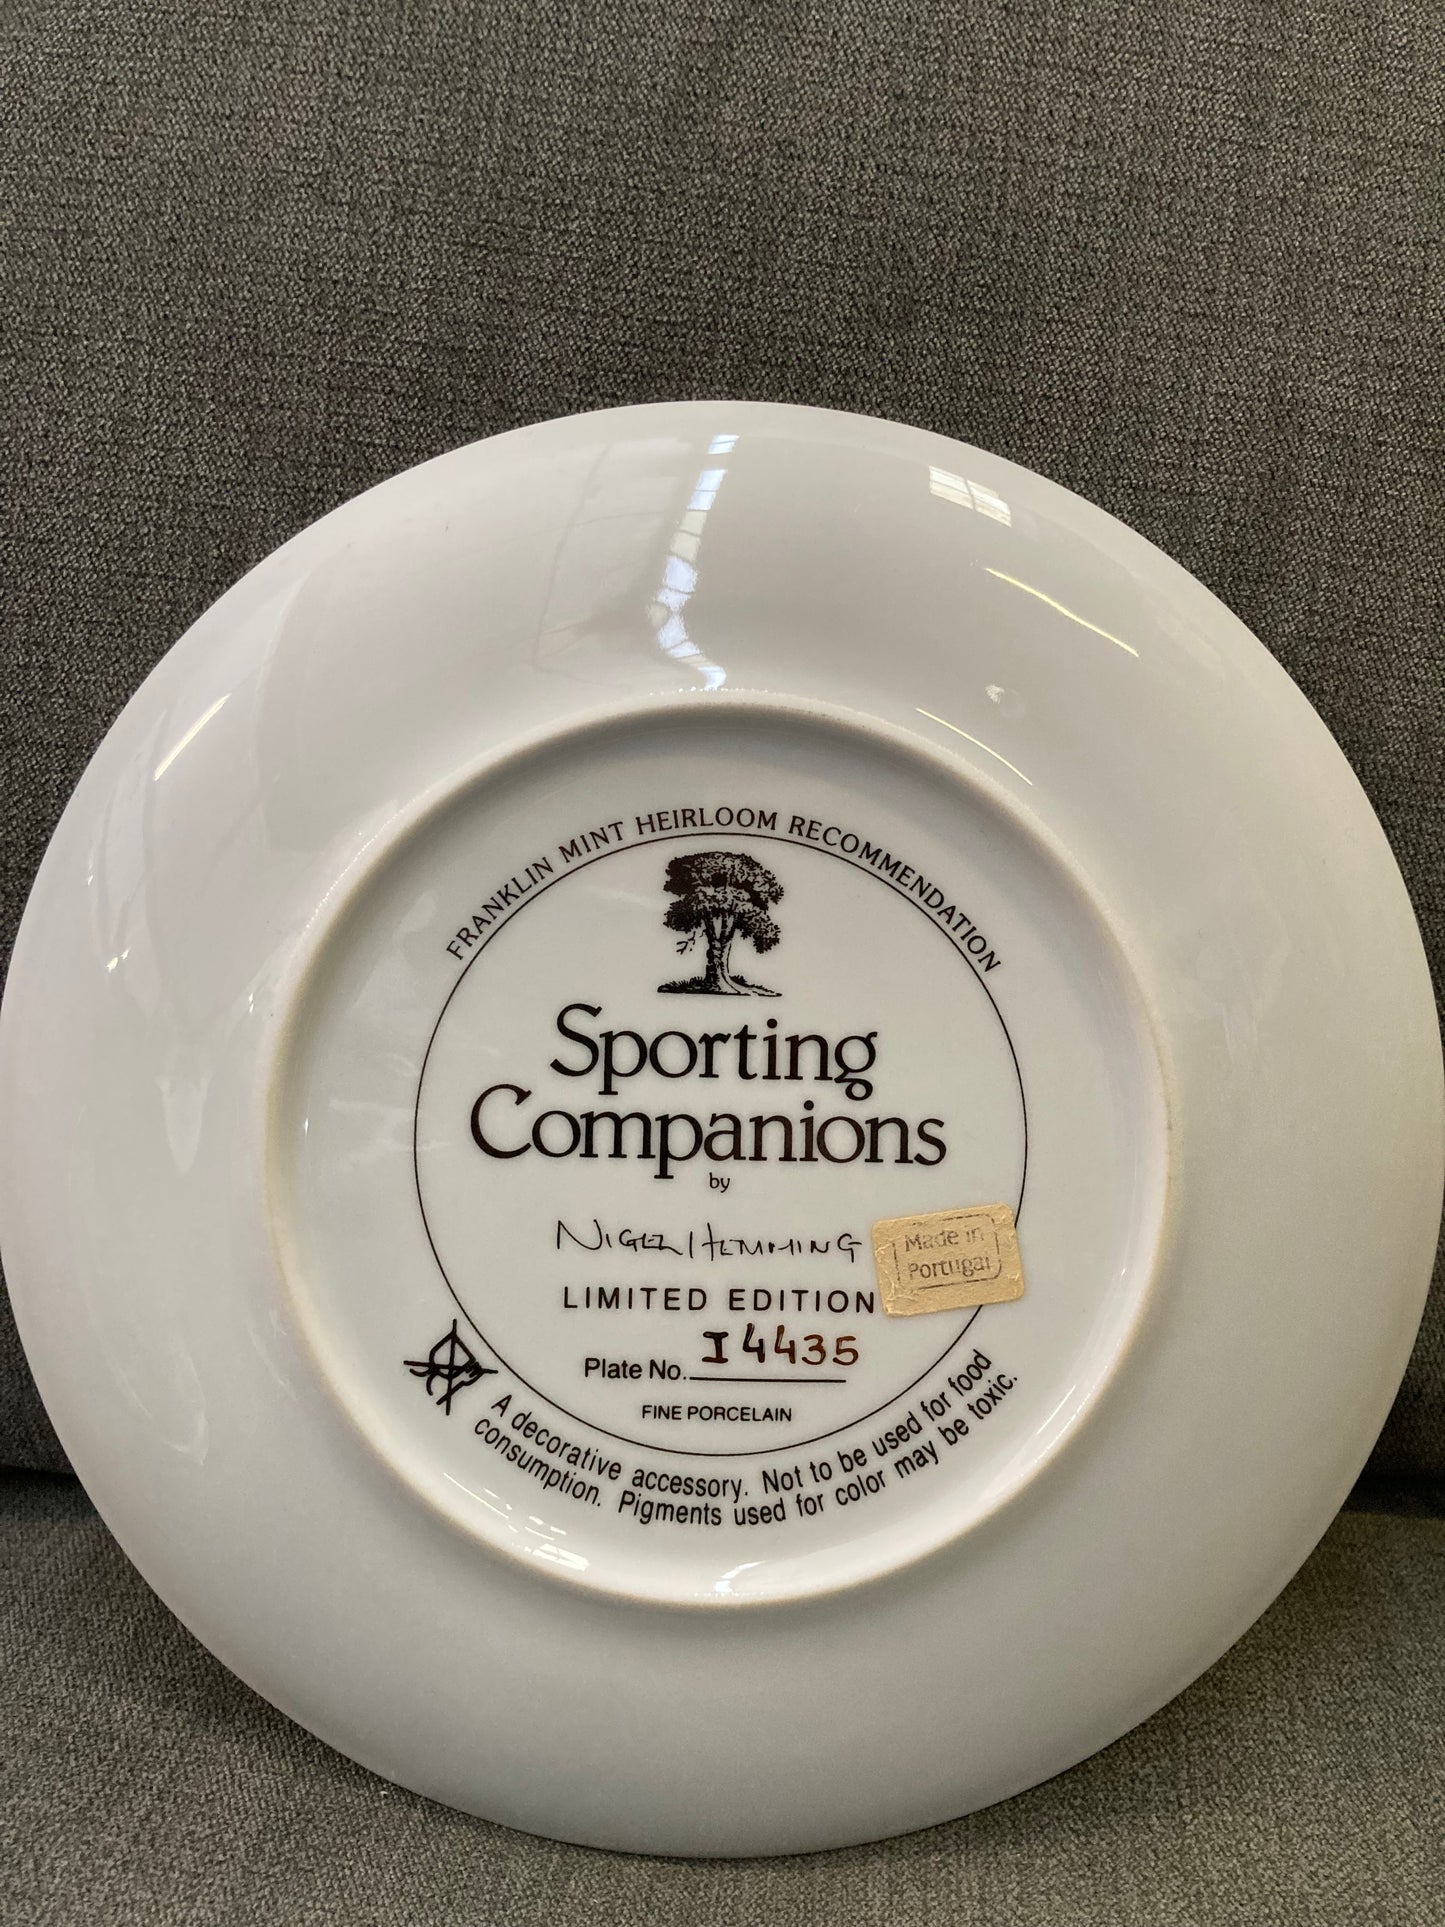 FRANKLIN MINT HEIRLOOM RECOMMENDATION
Sporting
Companions
by
NIGEL HEMMING
LIMITED EDITION
Plate No. I4435
FINE PORCELAIN
Made in
Portugal
A decorative accessory. Not to be used for food
consumption. Pigments used for color may be toxic.